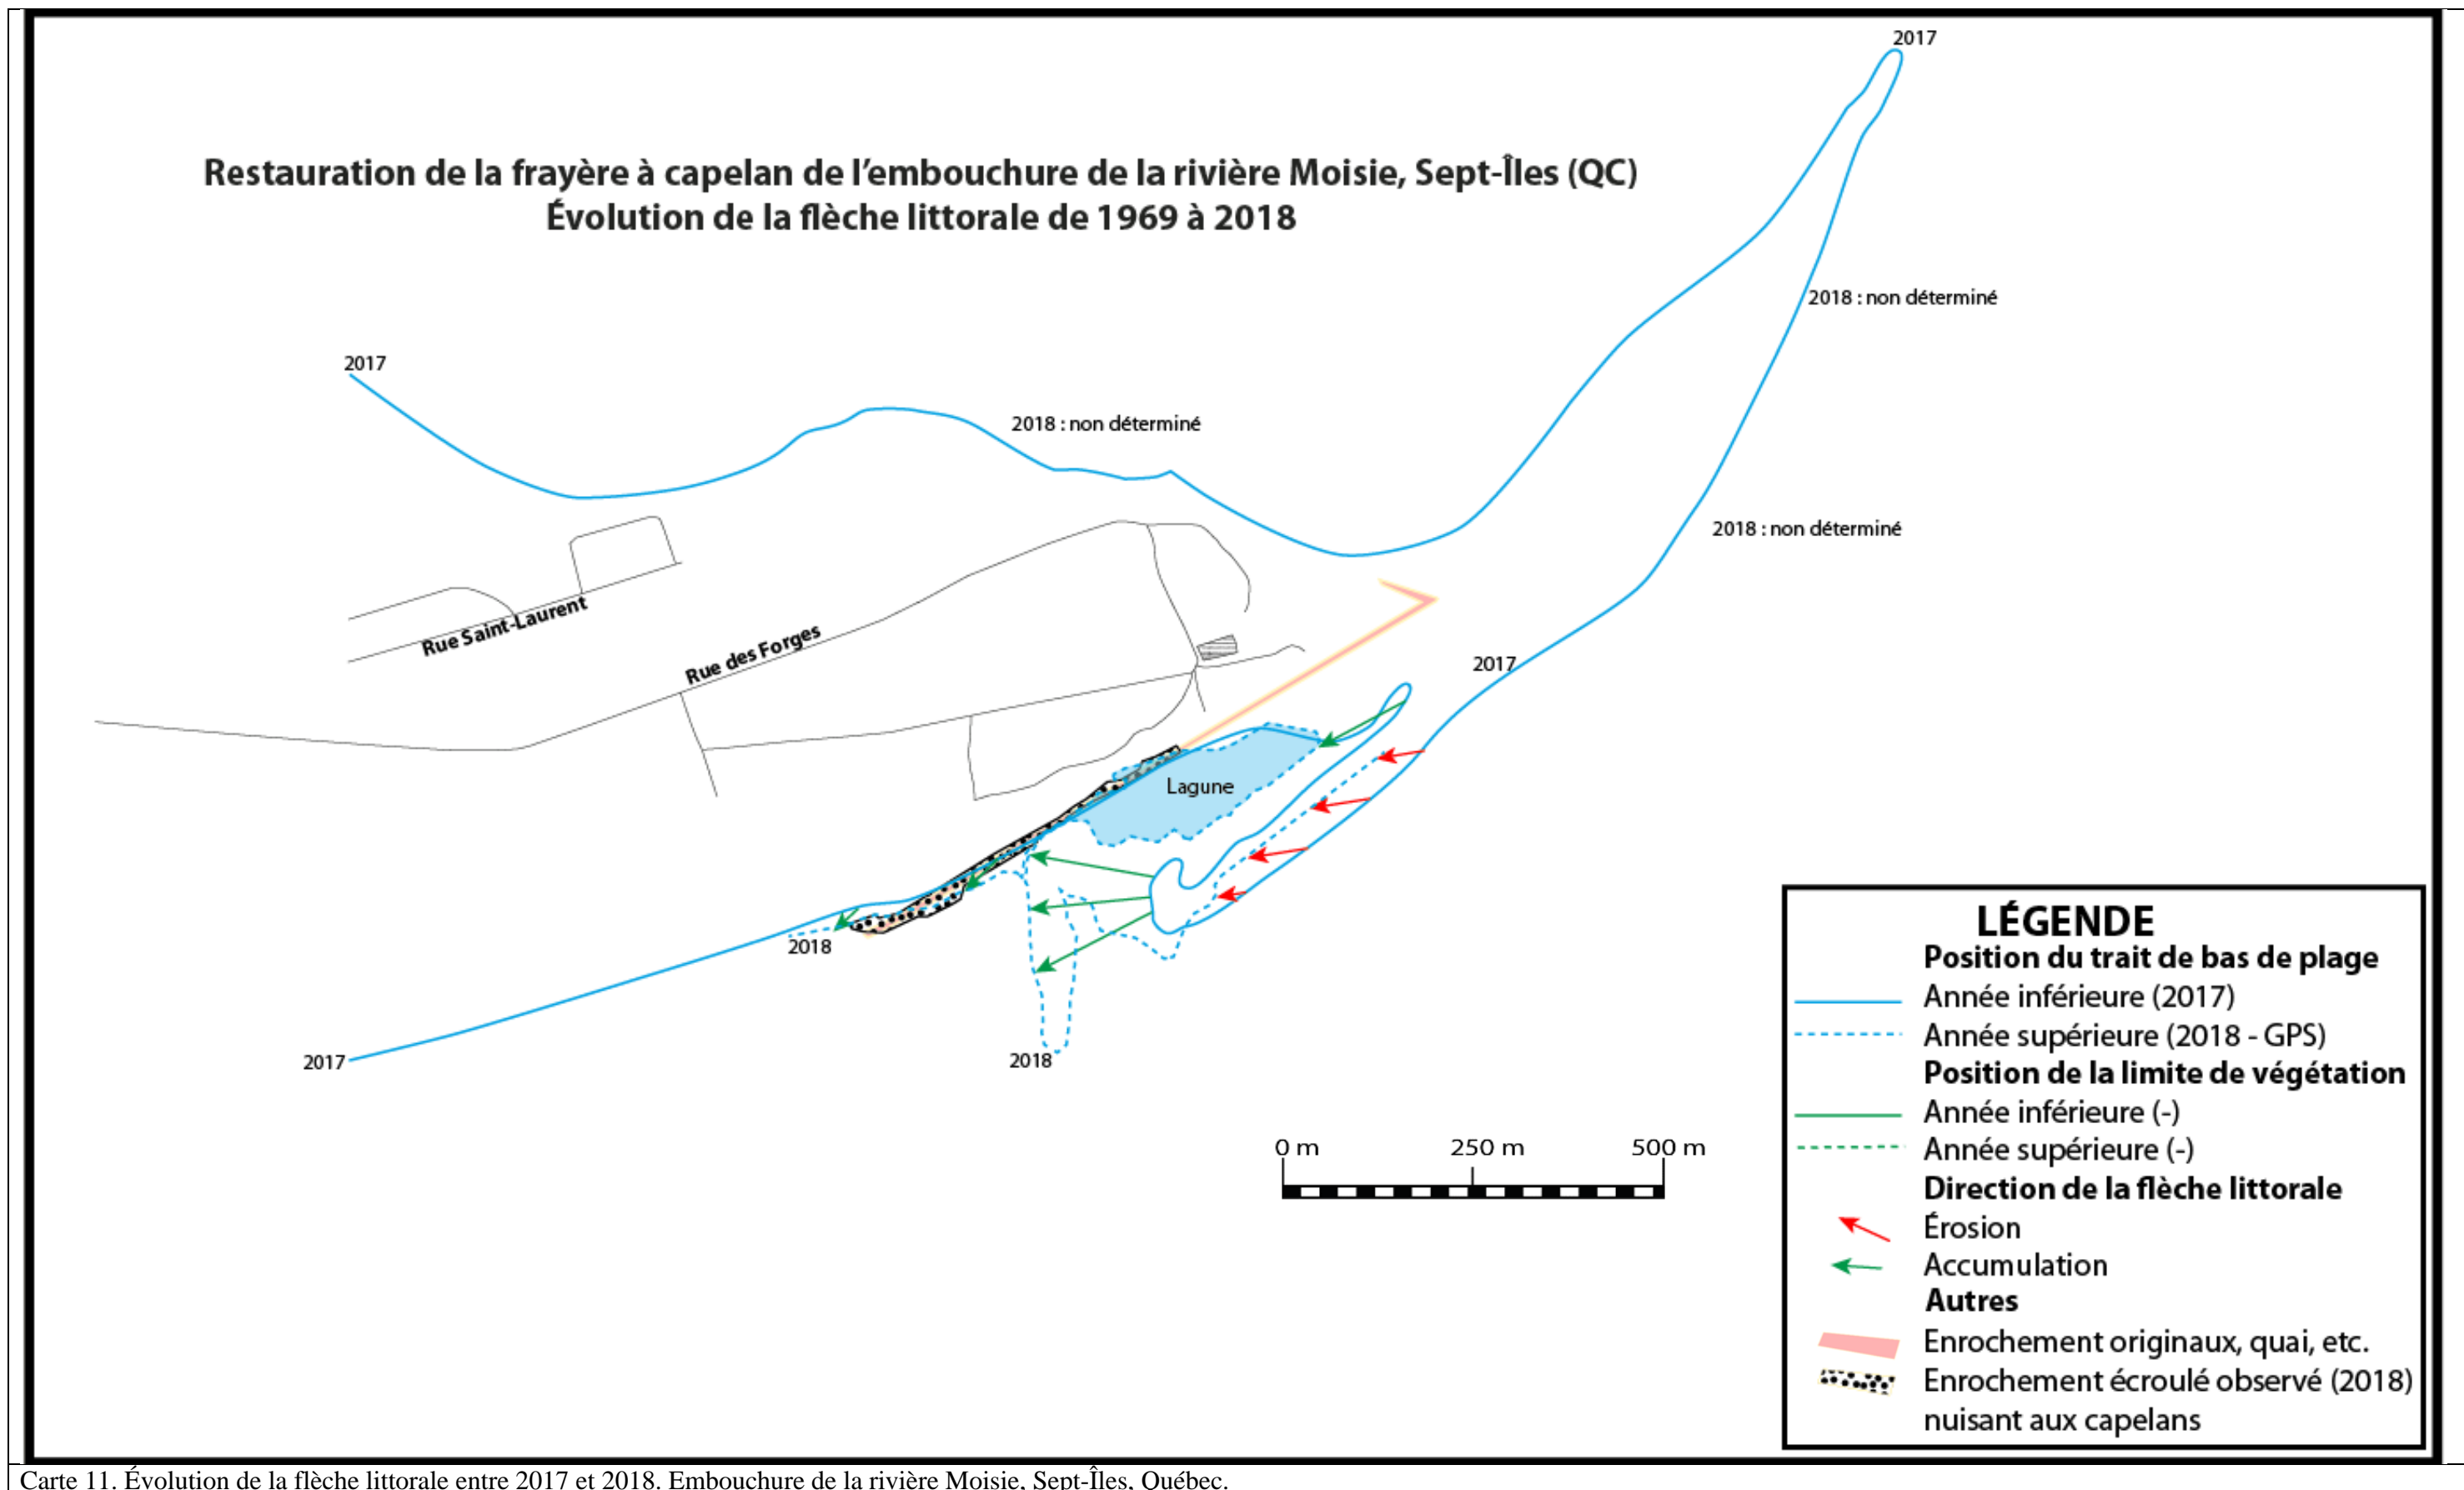 2017
Restauration de la frayère à capelan de l'embouchure de la rivière Moisie, Sept-Îles (QC)
Évolution de la flèche littorale de 1969 à 2018
2018 : non déterminé
2017
2018 : non déterminé
2018 : non déterminé
Rue Saint-Laurent
Rue des Forges
2017
Lagune
2018
2017
2018
0 m 250 m 500 m
LÉGENDE
Position du trait de bas de plage
Année inférieure (2017)
Année supérieure (2018 - GPS)
Position de la limite de végétation
Année inférieure (-)
Année supérieure (-)
Direction de la flèche littorale
Érosion
Accumulation
Autres
Enrochement originaux, quai, etc.
Enrochement écroulé observé (2018)
nuisant aux capelans
Carte 11. Évolution de la flèche littorale entre 2017 et 2018. Embouchure de la rivière Moisie, Sept-Îles, Québec.